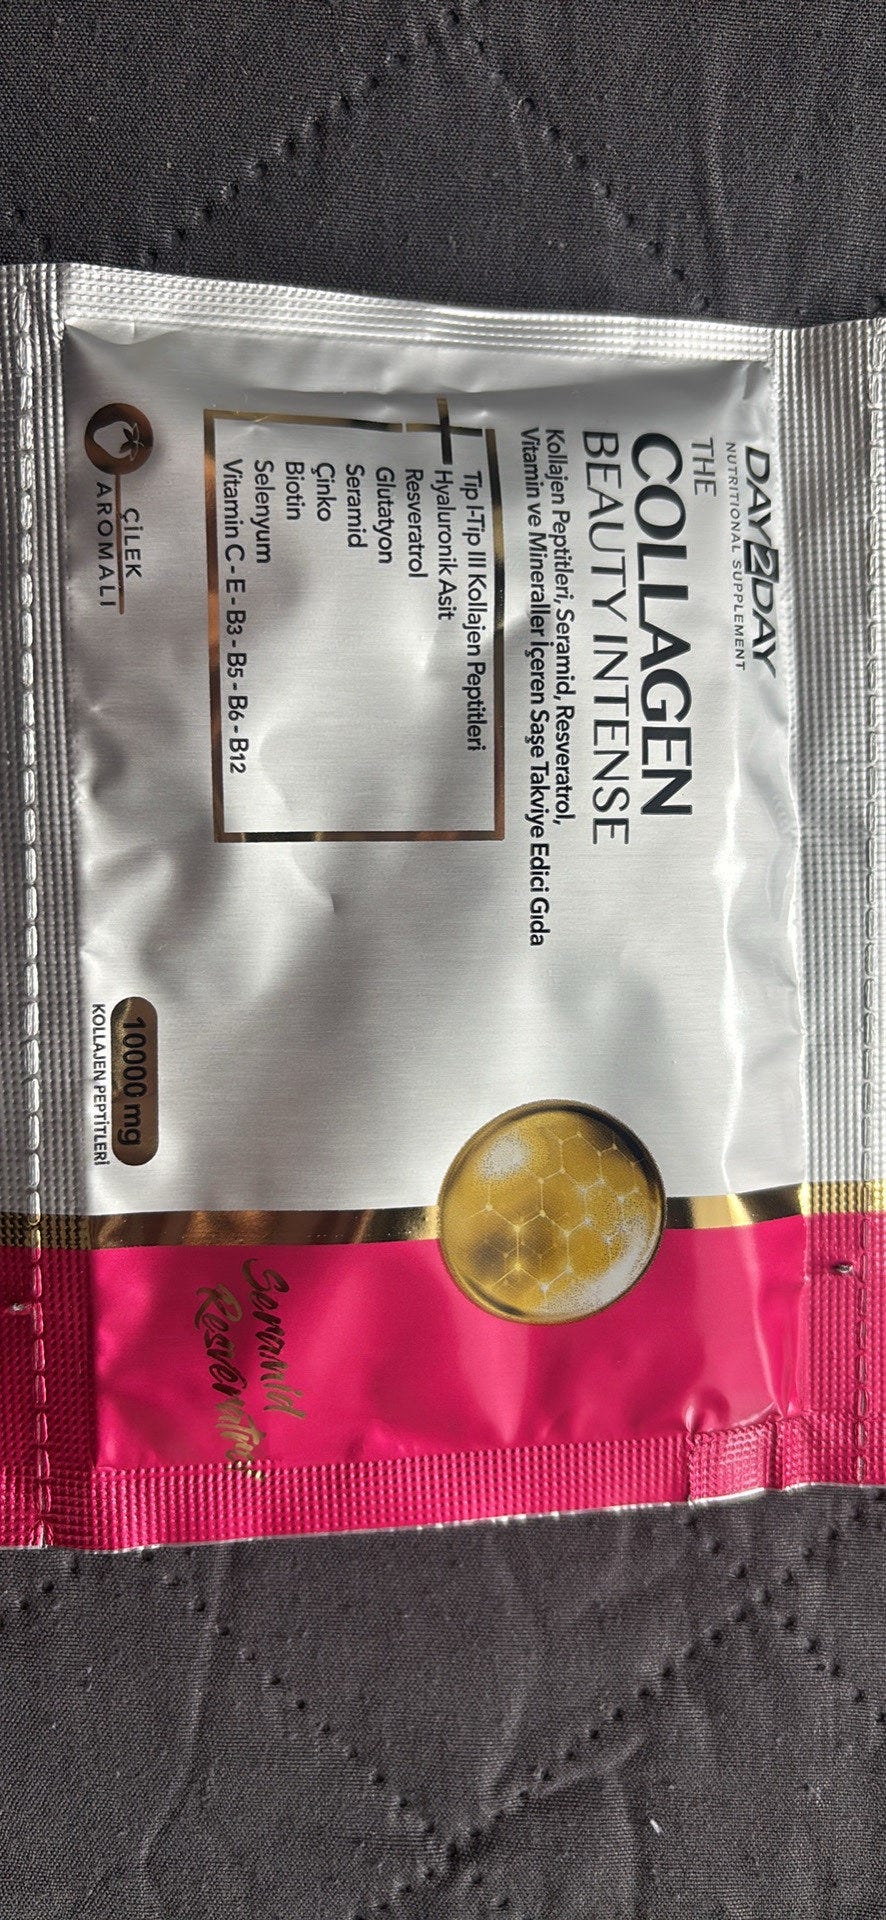 DAY2DAY
NUTRITIONAL SUPPLEMENT
THE
COLLAGEN
BEAUTY INTENSE
Kollajen Peptitleri, Seramid, Resveratrol,
Vitamin ve Mineraller İçeren Saşe Takviye Edici Gıda
Tip I-Tip III Kollajen Peptitleri
Hyaluronik Asit
Resveratrol
Glutatyon
Seramid
Çinko
Biotin
Selenyum
Vitamin C - E - B3 - B5 - B6 - B12
ÇİLEK
AROMALI
10000 mg
KOLLAJEN PEPTİTLERİ
Seramid
Resveratrol